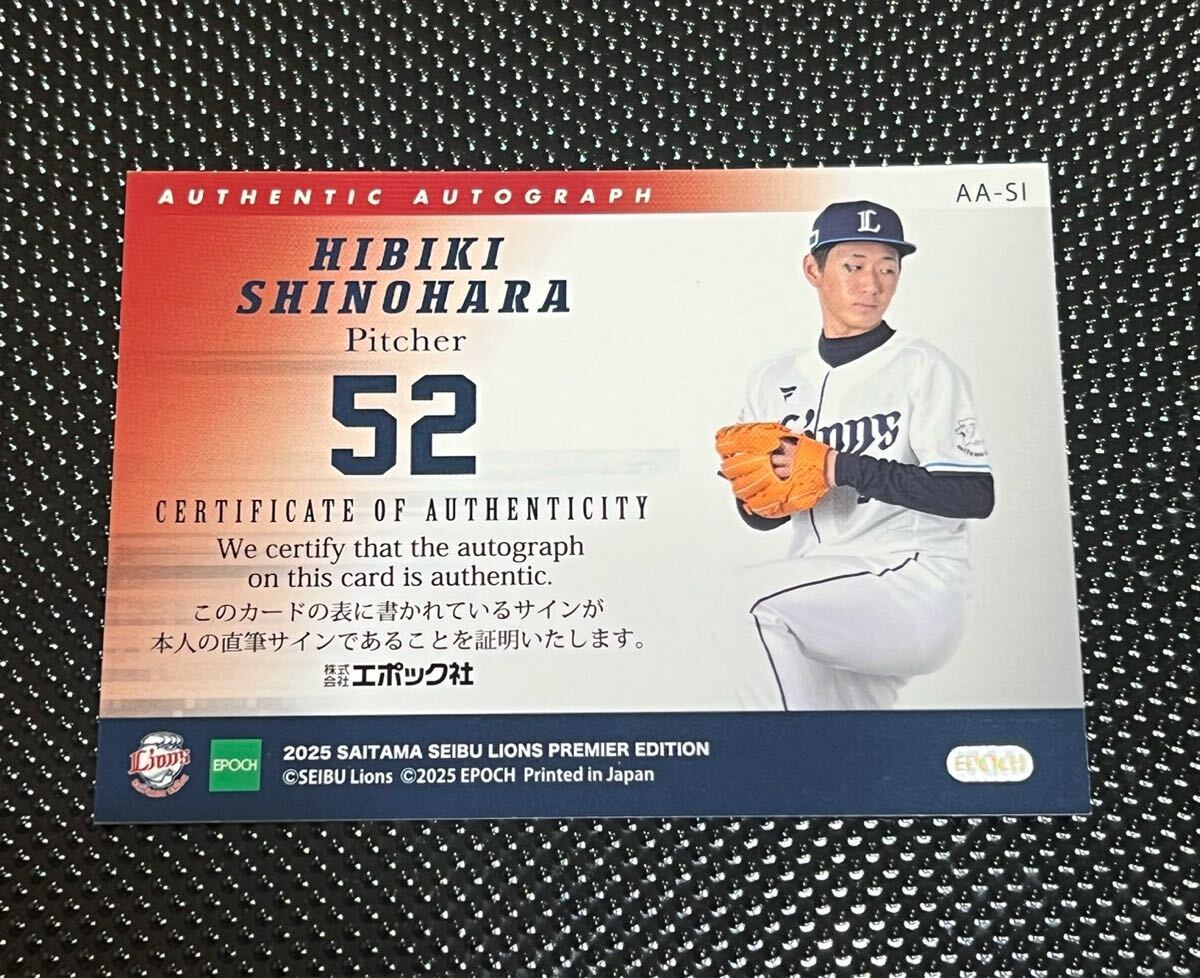 AUTHENTIC AUTOGRAPH
AA-SI
HIBIKI
SHINOHARA
Pitcher
52
CERTIFICATE OF AUTHENTICITY
We certify that the autograph
on this card is authentic.
このカードの表に書かれているサインが
本人の直筆サインであることを証明いたします。
株式会社エポック社
L
Lions
Lions
EPOCH
2025 SAITAMA SEIBU LIONS PREMIER EDITION
©SEIBU Lions ©2025 EPOCH Printed in Japan
EPOCH